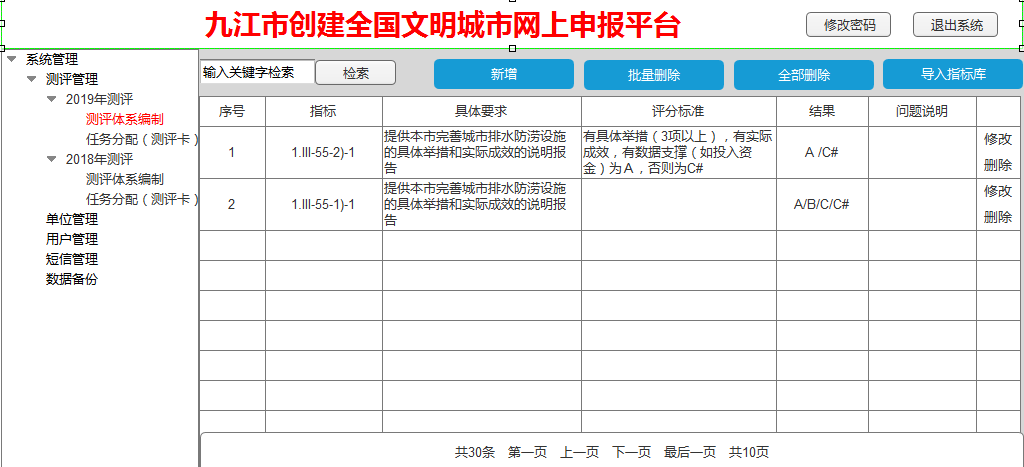 九江市创建全国文明城市网上申报平台
修改密码
退出系统
系统管理
测评管理
2019年测评
测评体系编制
任务分配（测评卡）
2018年测评
测评体系编制
任务分配（测评卡）
单位管理
用户管理
短信管理
数据备份
输入关键字检索
检索
新增
批量删除
全部删除
导入指标库
序号 指标 具体要求 评分标准 结果 问题说明
1
1.III-55-2)-1
提供本市完善城市排水防涝设施
的具体举措和实际成效的说明报
告
有具体举措（3项以上），有实际
成效，有数据支撑（如投入资
金）为 A ，否则为C#
A /C#
修改
删除
2
1.III-55-1)-1
提供本市完善城市排水防涝设施
的具体举措和实际成效的说明报
告
A/B/C/C#
修改
删除
共30条 第一页 上一页 下一页 最后一页 共10页